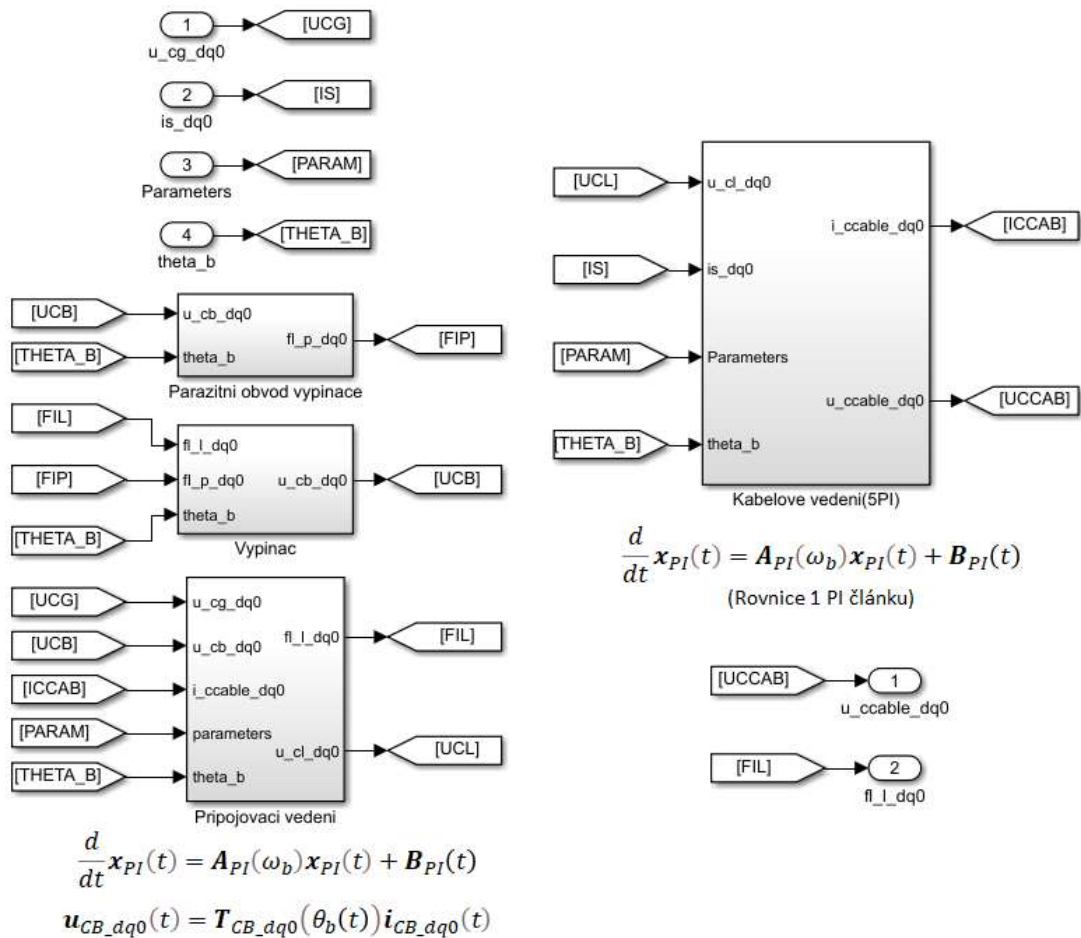 1
[UCG]
u_cg_dq0
2
[IS]
is_dq0
3
[PARAM]
Parameters
4
[THETA_B]
theta_b
[UCB]
[THETA_B]
u_cb_dq0
theta_b
fl_p_dq0
[FIP]
Parazitni obvod vypinace
[FIL]
[FIP]
[THETA_B]
fl_l_dq0
fl_p_dq0
theta_b
u_cb_dq0
[UCB]
Vypinac
[UCG]
[UCB]
[ICCAB]
[PARAM]
[THETA_B]
u_cg_dq0
u_cb_dq0
i_ccable_dq0
parameters
theta_b
fl_l_dq0
u_cl_dq0
[FIL]
[UCL]
Pripojovaci vedeni
d/dt x_PI(t) = A_PI(ω_b)x_PI(t) + B_PI(t)
u_CB_dq0(t) = T_CB_dq0(θ_b(t))i_CB_dq0(t)
[UCL]
[IS]
[PARAM]
[THETA_B]
u_cl_dq0
is_dq0
Parameters
theta_b
i_ccable_dq0
u_ccable_dq0
[ICCAB]
[UCCAB]
Kabelove vedeni(5PI)
d/dt x_PI(t) = A_PI(ω_b)x_PI(t) + B_PI(t)
(Rovnice 1 PI článku)
[UCCAB]
1
u_ccable_dq0
[FIL]
2
fl_l_dq0